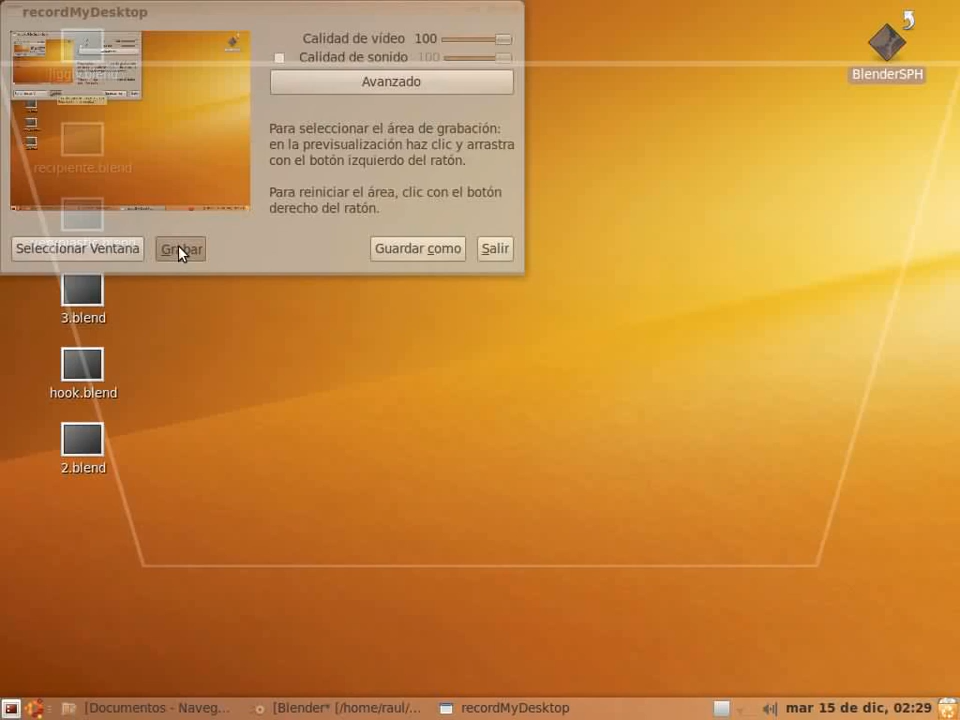 recordMyDesktop
Calidad de vídeo 100
Calidad de sonido 100
Avanzado
Para seleccionar el área de grabación:
en la previsualización haz clic y arrastra
con el botón izquierdo del ratón.
Para reiniciar el área, clic con el botón
derecho del ratón.
Seleccionar Ventana
Grabar
Guardar como
Salir
BlenderSPH
recipiente.blend
3.blend
hook.blend
2.blend
[Documentos - Naveg...
[Blender* [/home/raul/...
recordMyDesktop
mar 15 de dic, 02:29